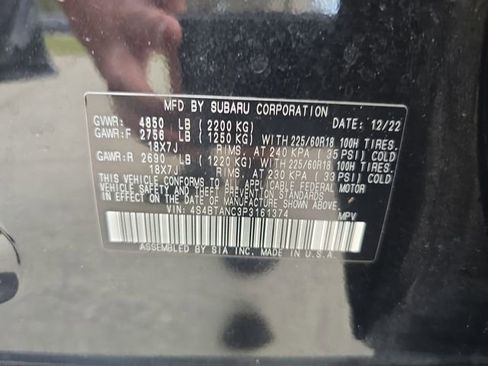 MFD BY SUBARU CORPORATION DATE: 12/22
GVWR: 4850 LB (2200 KG)
GAWR:F 2756 LB (1250 KG) WITH 225/60R18 100H TIRES.
18X7J RIMS. AT 240 KPA (35 PSI) COLD
GAWR:R 2690 LB (1220 KG) WITH 225/60R18 100H TIRES.
18X7J RIMS. AT 230 KPA (33 PSI) COLD
THIS VEHICLE CONFORMS TO ALL APPLICABLE FEDERAL MOTOR
VEHICLE SAFETY AND THEFT PREVENTION STANDARDS
IN EFFECT ON THE DATE OF MANUFACTURE SHOWN ABOVE.
VIN: 4S4BTANC3P3161374 MPV
ASSEMBLED BY SIA INC. MADE IN U.S.A.